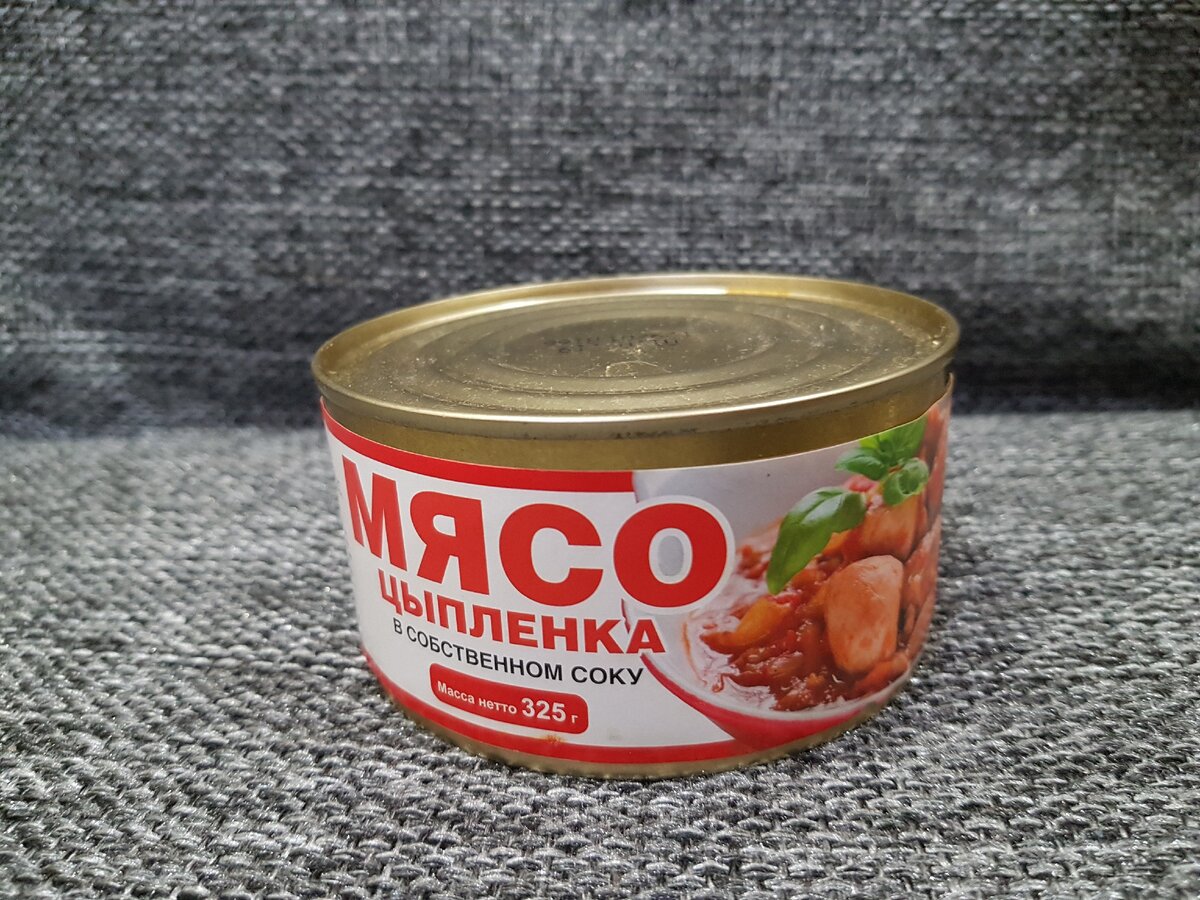 МЯСО
ЦЫПЛЕНКА
В СОБСТВЕННОМ СОКУ
Масса нетто 325 г